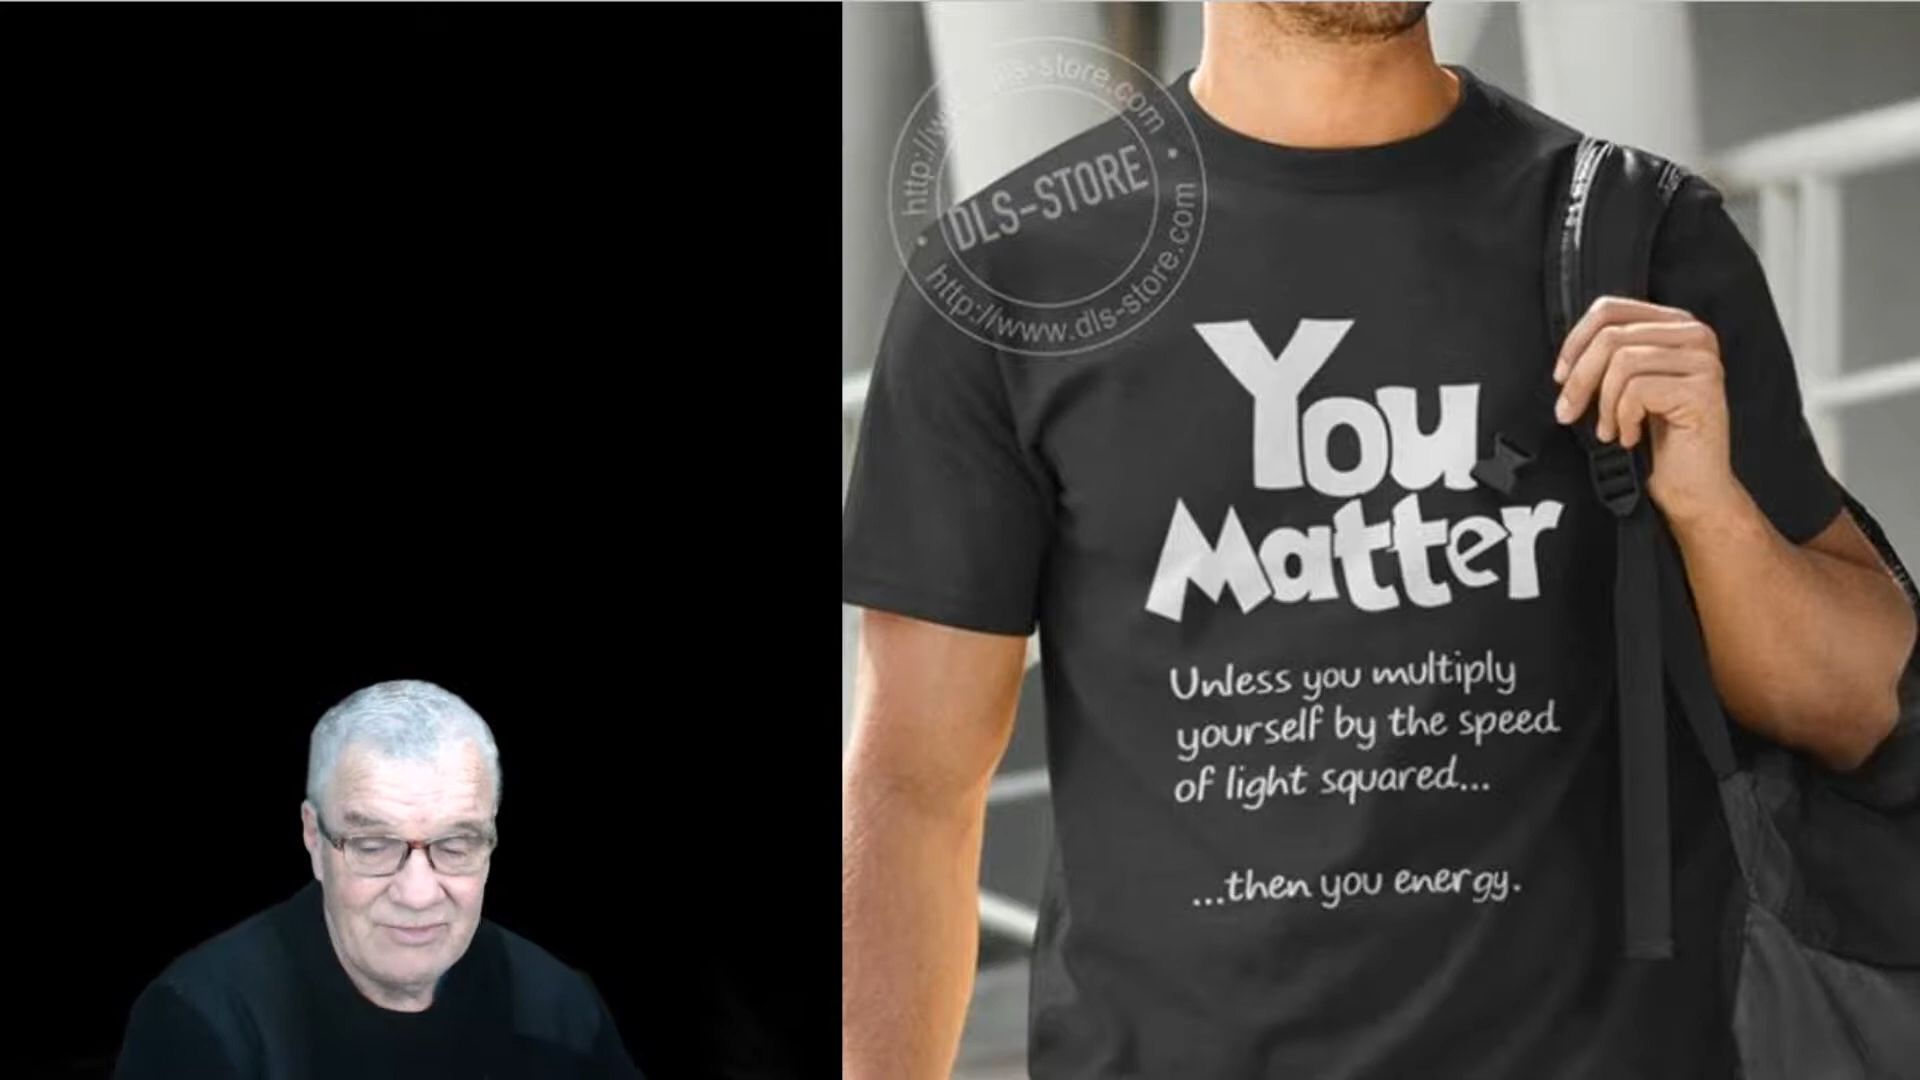 http://www.dls-store.com
DLS-STORE
http://www.dls-store.com
You
Matter
Unless you multiply
yourself by the speed
of light squared...
...then you energy.